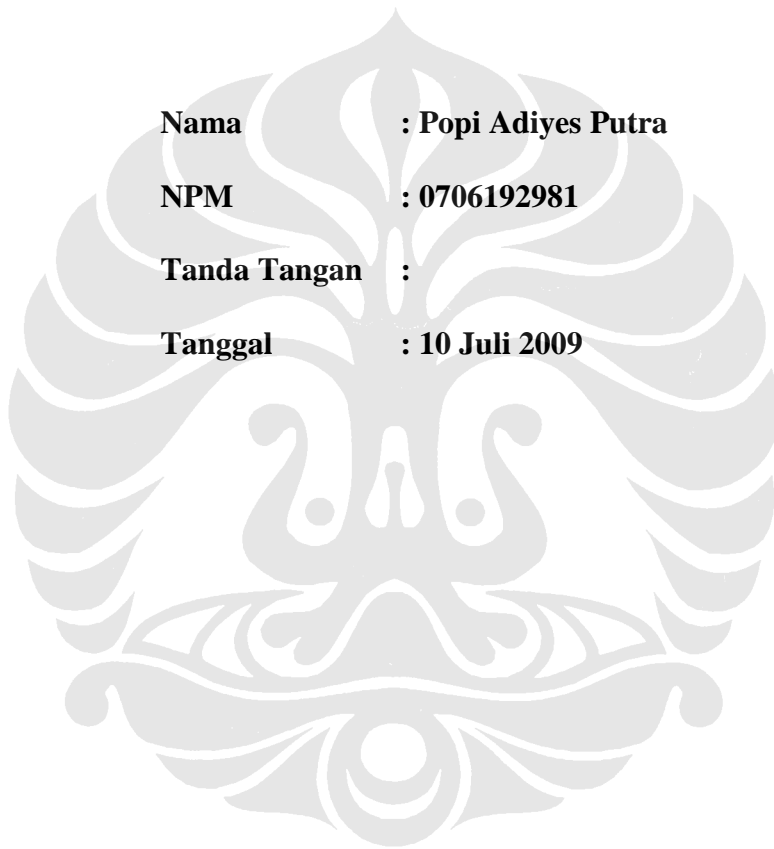 Nama : Popi Adiyes Putra
NPM : 0706192981
Tanda Tangan :
Tanggal : 10 Juli 2009